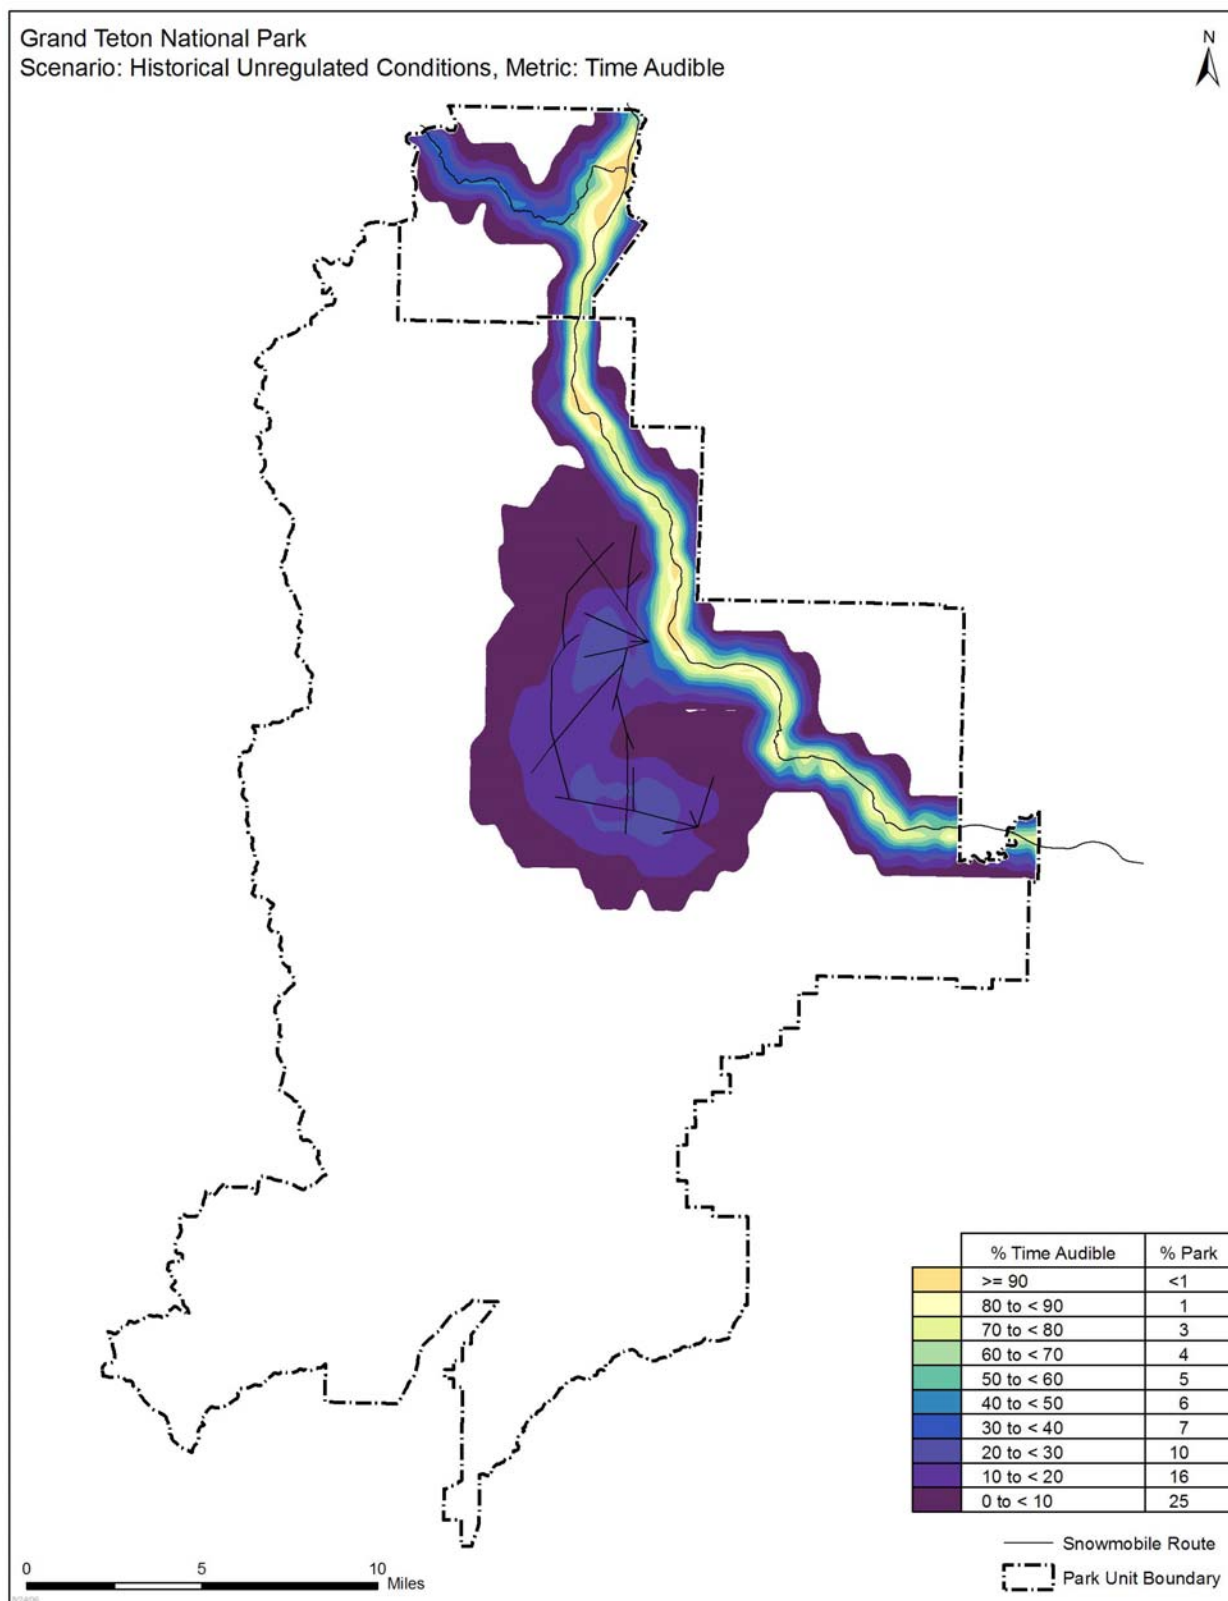 Grand Teton National Park
Scenario: Historical Unregulated Conditions, Metric: Time Audible
N
% Time Audible % Park
>= 90 <1
80 to < 90 1
70 to < 80 3
60 to < 70 4
50 to < 60 5
40 to < 50 6
30 to < 40 7
20 to < 30 10
10 to < 20 16
0 to < 10 25
Snowmobile Route
Park Unit Boundary
0 5 10
Miles